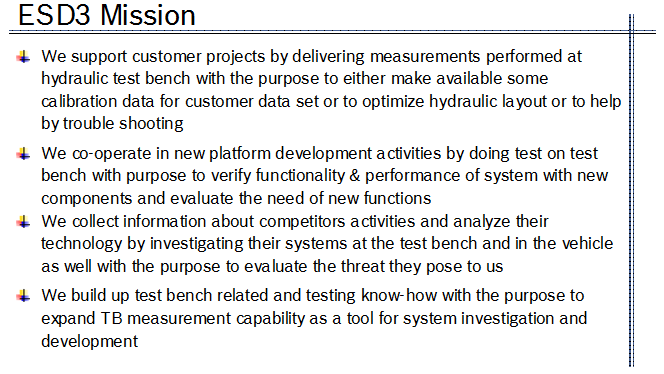 ESD3 Mission
We support customer projects by delivering measurements performed at
hydraulic test bench with the purpose to either make available some
calibration data for customer data set or to optimize hydraulic layout or to help
by trouble shooting
We co-operate in new platform development activities by doing test on test
bench with purpose to verify functionality & performance of system with new
components and evaluate the need of new functions
We collect information about competitors activities and analyze their
technology by investigating their systems at the test bench and in the vehicle
as well with the purpose to evaluate the threat they pose to us
We build up test bench related and testing know-how with the purpose to
expand TB measurement capability as a tool for system investigation and
development